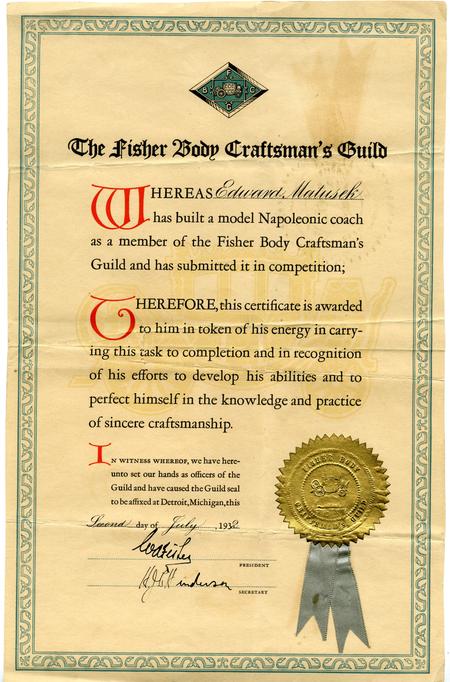 F
B C
G
The Fisher Body Craftsman's Guild
WHEREAS Edward Matusek
has built a model Napoleonic coach
as a member of the Fisher Body Craftsman's
Guild and has submitted it in competition;
THEREFORE, this certificate is awarded
to him in token of his energy in carry-
ing this task to completion and in recognition
of his efforts to develop his abilities and to
perfect himself in the knowledge and practice
of sincere craftsmanship.
IN WITNESS WHEREOF, we have here-
unto set our hands as officers of the
Guild and have caused the Guild seal
to be affixed at Detroit, Michigan, this
Second day of July, 1932
PRESIDENT
SECRETARY
FISHER BODY
CRAFTSMAN'S GUILD